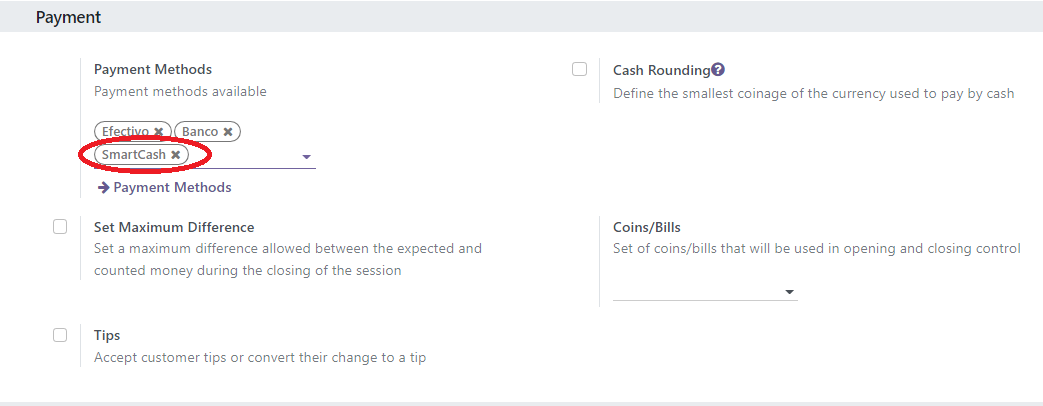 Payment
Payment Methods
Payment methods available
Efectivo × Banco ×
SmartCash ×
→ Payment Methods
Cash Rounding?
Define the smallest coinage of the currency used to pay by cash
Set Maximum Difference
Set a maximum difference allowed between the expected and
counted money during the closing of the session
Coins/Bills
Set of coins/bills that will be used in opening and closing control
Tips
Accept customer tips or convert their change to a tip